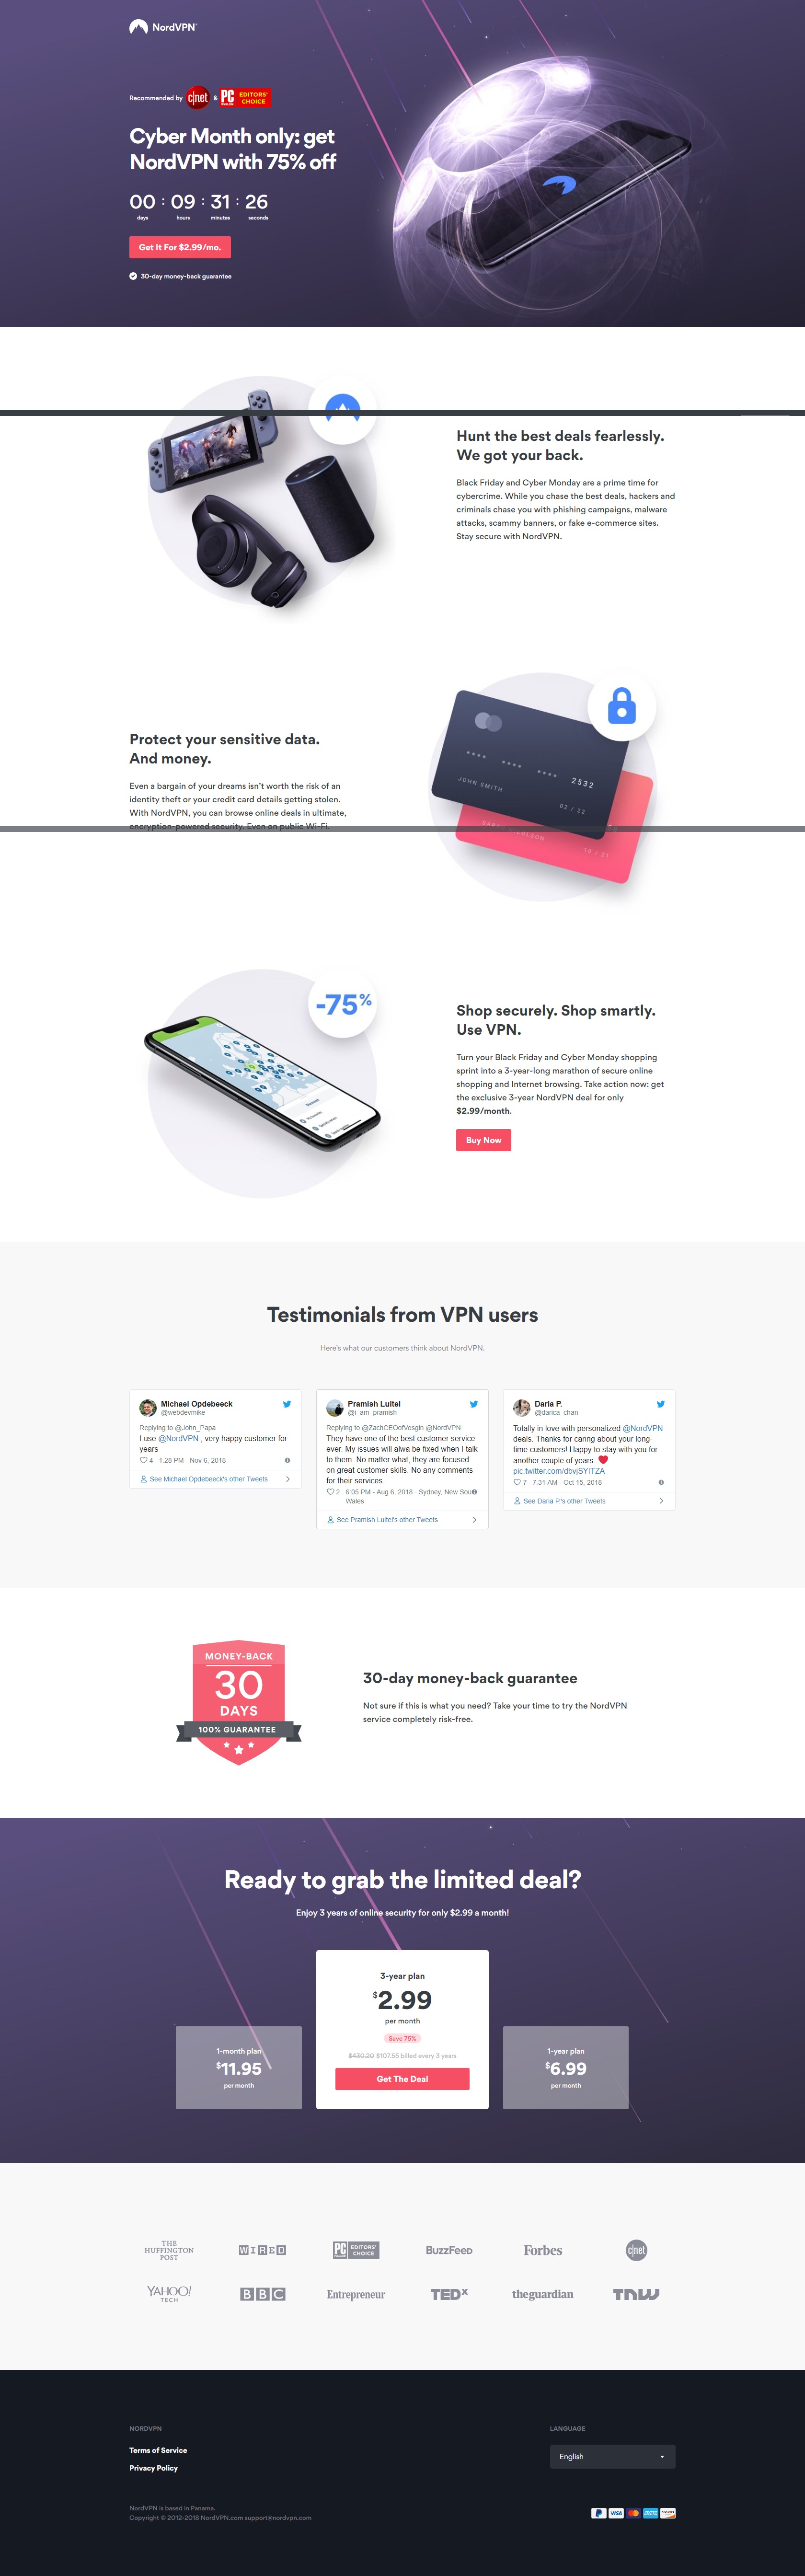 NordVPN
Recommended by c|net & PC EDITORS' CHOICE
Cyber Month only: get
NordVPN with 75% off
00 : 09 : 31 : 26
days hours minutes seconds
Get It For $2.99/mo.
30-day money-back guarantee
Hunt the best deals fearlessly.
We got your back.
Black Friday and Cyber Monday are a prime time for
cybercrime. While you chase the best deals, hackers and
criminals chase you with phishing campaigns, malware
attacks, scammy banners, or fake e-commerce sites.
Stay secure with NordVPN.
Protect your sensitive data.
And money.
Even a bargain of your dreams isn't worth the risk of an
identity theft or your credit card details getting stolen.
With NordVPN, you can browse online deals in ultimate,
encryption-powered security. Even on public Wi-Fi.
**** **** **** 2532
JOHN SMITH
02 / 22
10 / 21
-75%
Shop securely. Shop smartly.
Use VPN.
Turn your Black Friday and Cyber Monday shopping
sprint into a 3-year-long marathon of secure online
shopping and Internet browsing. Take action now: get
the exclusive 3-year NordVPN deal for only
$2.99/month.
Buy Now
Testimonials from VPN users
Here's what our customers think about NordVPN.
Michael Opdebeeck
@webdevmike
Replying to @John_Papa
I use @NordVPN , very happy customer for
years
4 1:28 PM - Nov 6, 2018
See Michael Opdebeeck's other Tweets
Pramish Luitel
@i_am_pramish
Replying to @ZachCEOofVosgin @NordVPN
They have one of the best customer service
ever. My issues will alwa be fixed when I talk
to them. No matter what, they are focused
on great customer skills. No any comments
for their services.
2 6:05 PM - Aug 6, 2018 · Sydney, New Sou
Wales
See Pramish Luitel's other Tweets
Daria P.
@darica_chan
Totally in love with personalized @NordVPN
deals. Thanks for caring about your long-
time customers! Happy to stay with you for
another couple of years.
pic.twitter.com/dbvjSYITZA
7 7:31 AM - Oct 15, 2018
See Daria P.'s other Tweets
MONEY-BACK
30
DAYS
100% GUARANTEE
30-day money-back guarantee
Not sure if this is what you need? Take your time to try the NordVPN
service completely risk-free.
Ready to grab the limited deal?
Enjoy 3 years of online security for only $2.99 a month!
1-month plan
$11.95
per month
3-year plan
$2.99
per month
Save 75%
$430.20 $107.55 billed every 3 years
Get The Deal
1-year plan
$6.99
per month
THE
HUFFINGTON
POST
WIRED
PC EDITORS' CHOICE
BuzzFeed
Forbes
c|net
YAHOO!
TECH
BBC
Entrepreneur
TEDx
theguardian
TNW
NORDVPN
Terms of Service
Privacy Policy
LANGUAGE
English
NordVPN is based in Panama.
Copyright © 2012-2018 NordVPN.com support@nordvpn.com
VISA